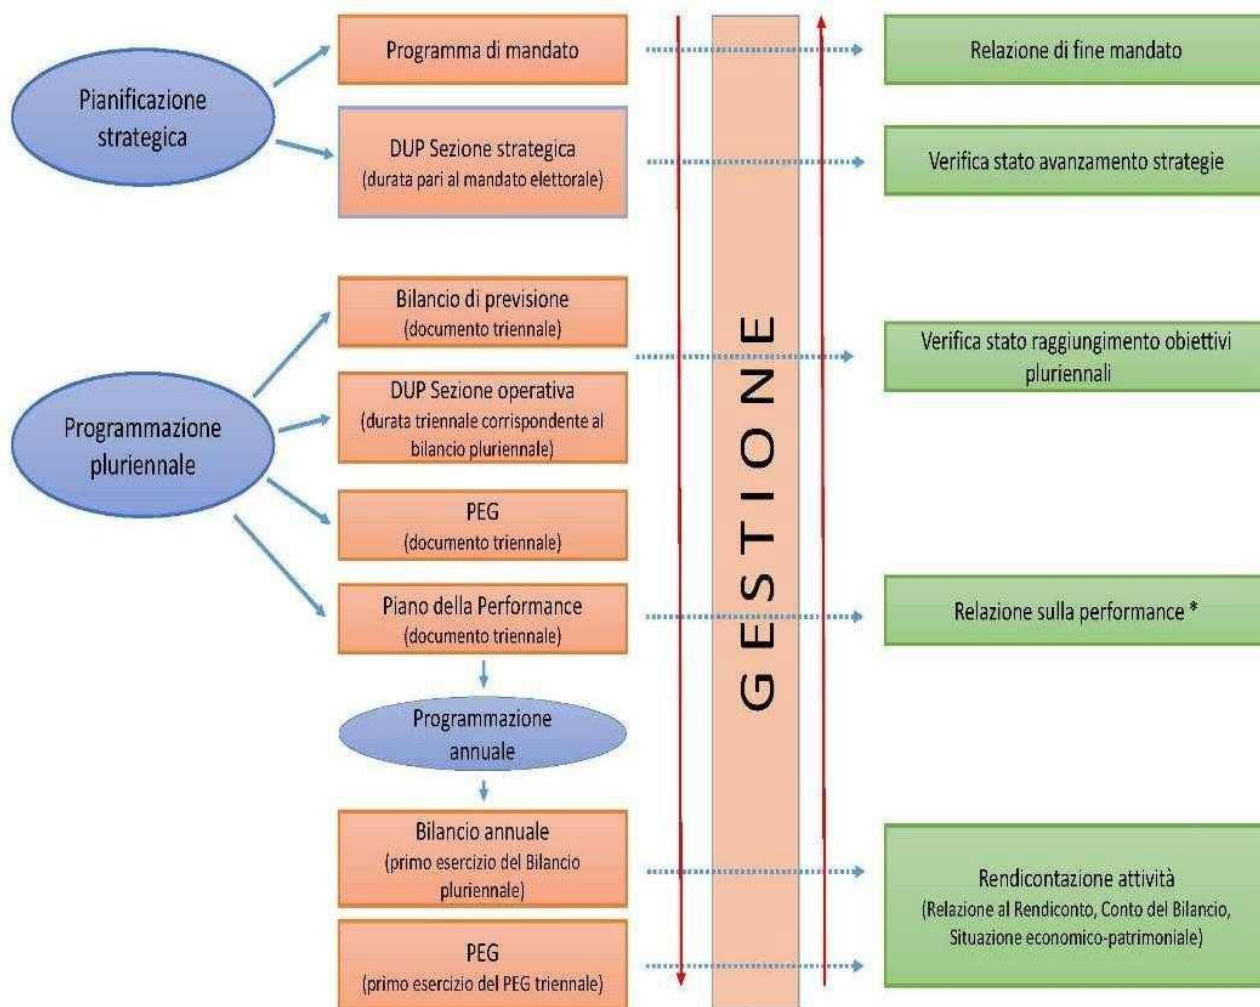 Pianificazione
strategica
Programma di mandato
Relazione di fine mandato
DUP Sezione strategica
(durata pari al mandato elettorale)
Verifica stato avanzamento strategie
Programmazione
pluriennale
Bilancio di previsione
(documento triennale)
DUP Sezione operativa
(durata triennale corrispondente al
bilancio pluriennale)
PEG
(documento triennale)
Piano della Performance
(documento triennale)
GESTIONE
Verifica stato raggiungimento obiettivi
pluriennali
Relazione sulla performance *
Programmazione
annuale
Bilancio annuale
(primo esercizio del Bilancio
pluriennale)
PEG
(primo esercizio del PEG triennale)
Rendicontazione attività
(Relazione al Rendiconto, Conto del Bilancio,
Situazione economico-patrimoniale)